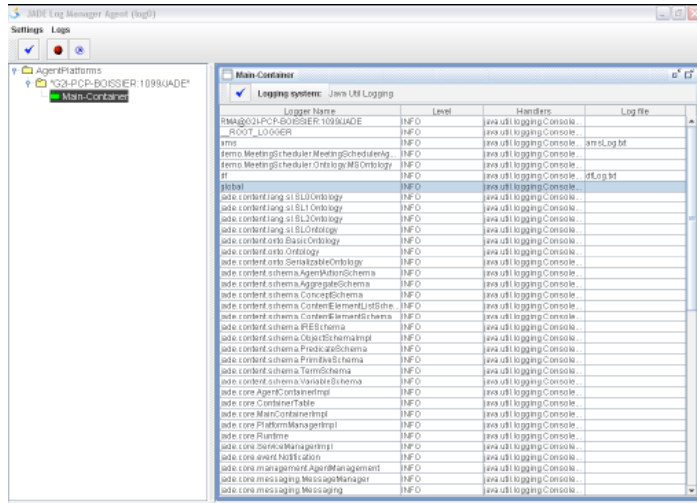 JADE Log Manager Agent (log0)
Settings Logs
AgentPlatforms
"G2I-PCP-BOISSIER:1099/JADE"
Main-Container
Main-Container
Logging system: Java Util Logging
Logger Name Level Handlers Log file
RMA@G2I-PCP-BOISSIER:1099/JADE INFO java.util.logging.Console...
__ROOT_LOGGER INFO java.util.logging.Console...
ams INFO java.util.logging.Console... amsLog.txt
demo.MeetingScheduler.MeetingSchedulerAg... INFO java.util.logging.Console...
demo.MeetingScheduler.Ontology.MSOntology INFO java.util.logging.Console...
df INFO java.util.logging.Console... dfLog.txt
global INFO java.util.logging.Console...
jade.content.lang.sl.SL0Ontology INFO java.util.logging.Console...
jade.content.lang.sl.SL1Ontology INFO java.util.logging.Console...
jade.content.lang.sl.SL2Ontology INFO java.util.logging.Console...
jade.content.lang.sl.SLOntology INFO java.util.logging.Console...
jade.content.onto.BasicOntology INFO java.util.logging.Console...
jade.content.onto.Ontology INFO java.util.logging.Console...
jade.content.onto.SerializableOntology INFO java.util.logging.Console...
jade.content.schema.AgentActionSchema INFO java.util.logging.Console...
jade.content.schema.AggregateSchema INFO java.util.logging.Console...
jade.content.schema.ConceptSchema INFO java.util.logging.Console...
jade.content.schema.ContentElementListSche... INFO java.util.logging.Console...
jade.content.schema.ContentElementSchema INFO java.util.logging.Console...
jade.content.schema.IRESchema INFO java.util.logging.Console...
jade.content.schema.ObjectSchemaImpl INFO java.util.logging.Console...
jade.content.schema.PredicateSchema INFO java.util.logging.Console...
jade.content.schema.PrimitiveSchema INFO java.util.logging.Console...
jade.content.schema.TermSchema INFO java.util.logging.Console...
jade.content.schema.VariableSchema INFO java.util.logging.Console...
jade.core.AgentContainerImpl INFO java.util.logging.Console...
jade.core.ContainerTable INFO java.util.logging.Console...
jade.core.MainContainerImpl INFO java.util.logging.Console...
jade.core.PlatformManagerImpl INFO java.util.logging.Console...
jade.core.Runtime INFO java.util.logging.Console...
jade.core.ServiceManagerImpl INFO java.util.logging.Console...
jade.core.event.Notification INFO java.util.logging.Console...
jade.core.management.AgentManagement INFO java.util.logging.Console...
jade.core.messaging.MessageManager INFO java.util.logging.Console...
jade.core.messaging.Messaging INFO java.util.logging.Console...